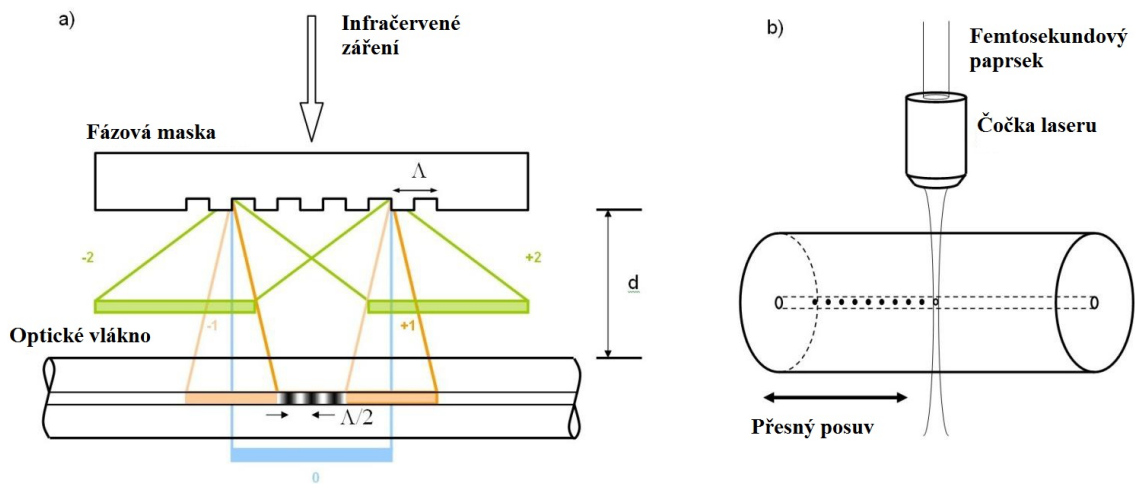 a)
Infračervené
záření
Fázová maska
Λ
-2
+2
d
-1
+1
Optické vlákno
Λ/2
0
b)
Femtosekundový
paprsek
Čočka laseru
Přesný posuv